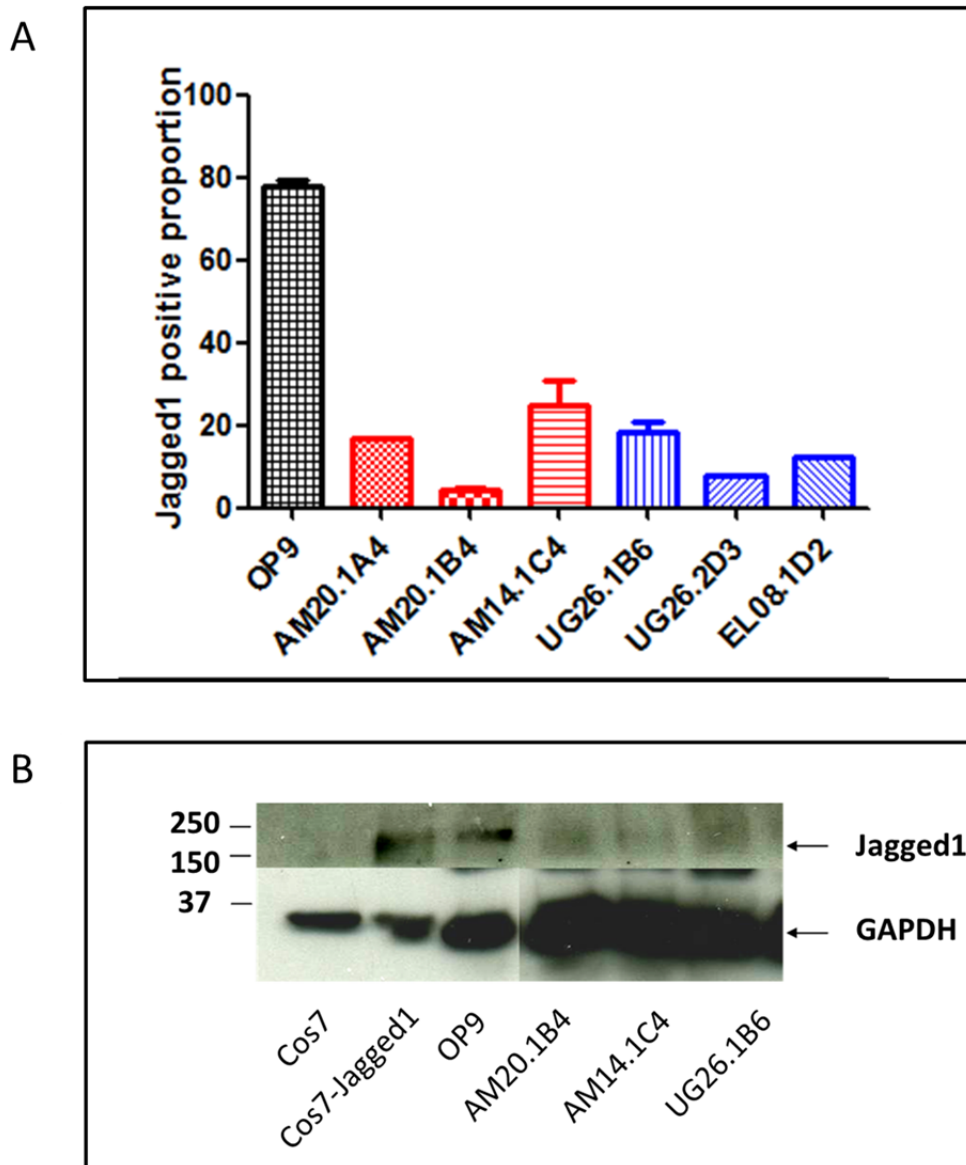 A
Jagged1 positive proportion
100
80
60
40
20
0
OP9
AM20.1A4
AM20.1B4
AM14.1C4
UG26.1B6
UG26.2D3
EL08.1D2
B
250
150
37
Jagged1
GAPDH
Cos7
Cos7-Jagged1
OP9
AM20.1B4
AM14.1C4
UG26.1B6